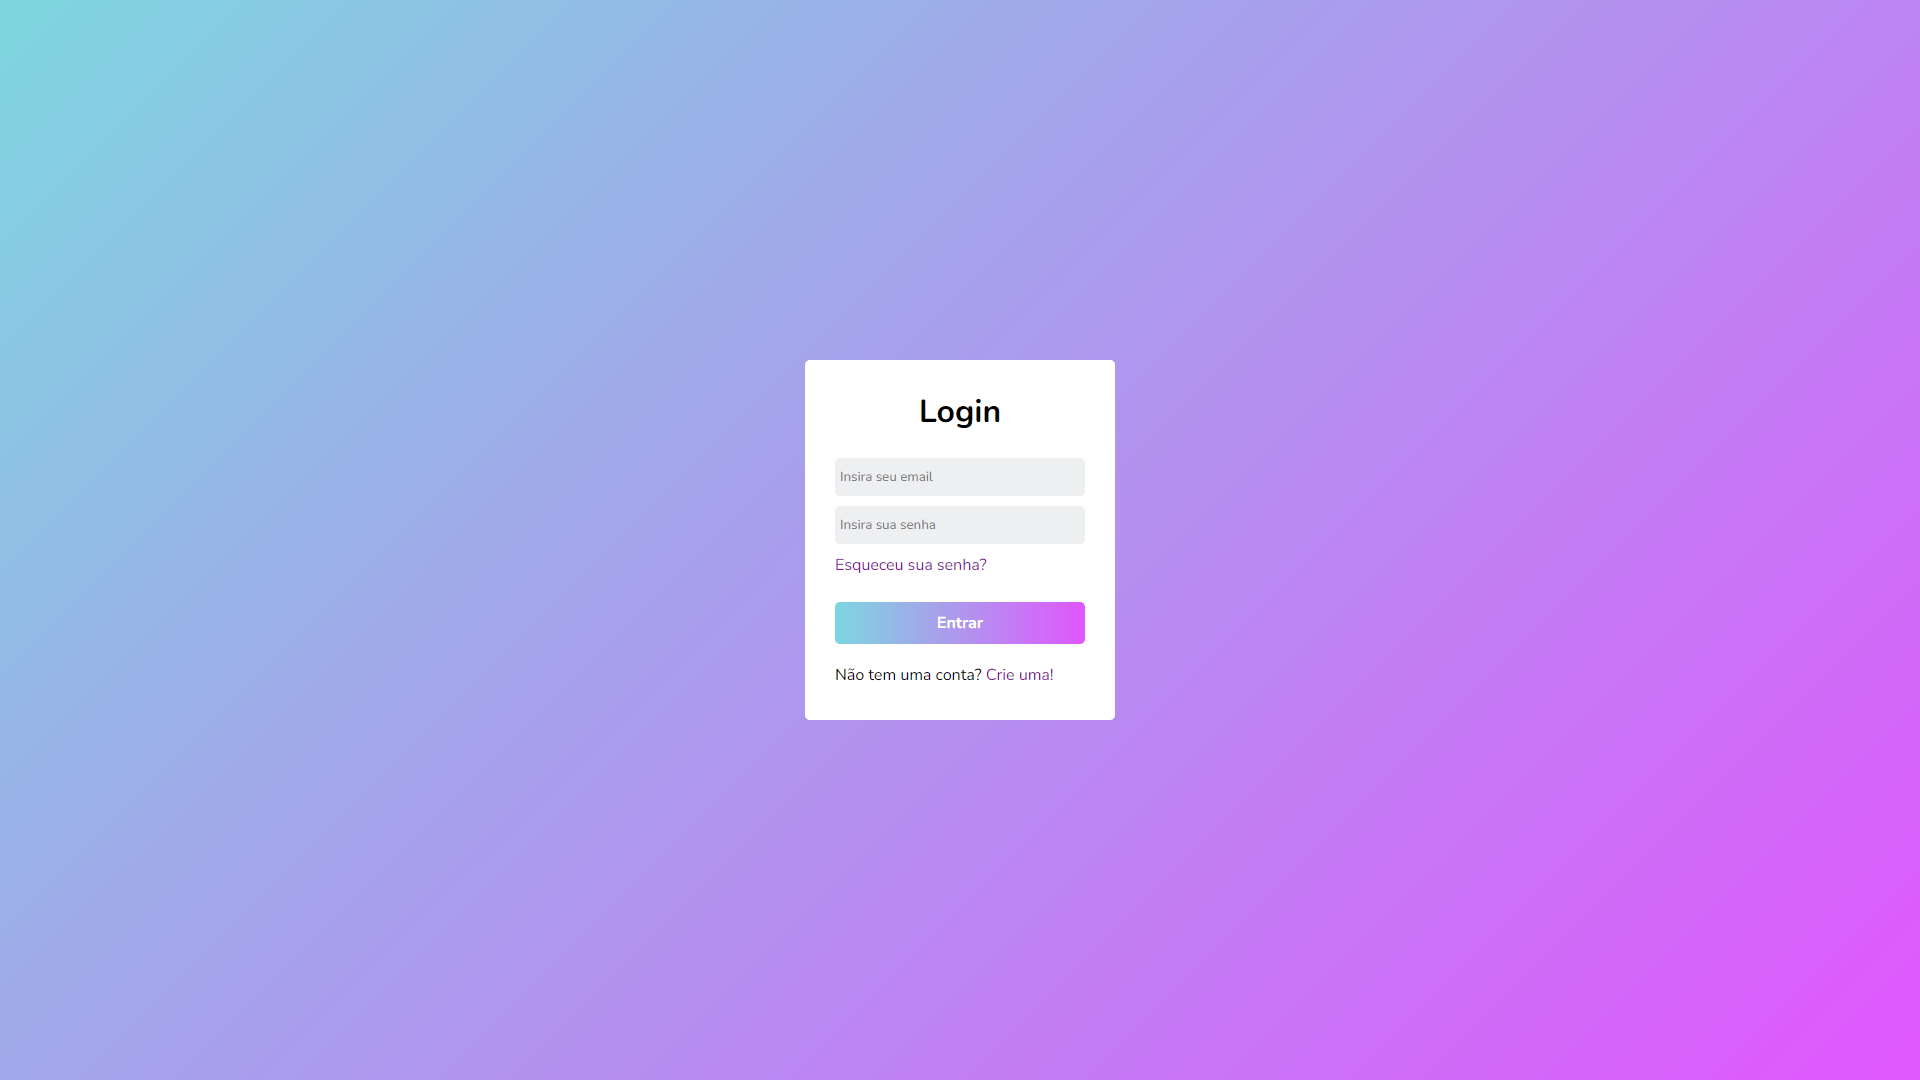 Login
Insira seu email
Insira sua senha
Esqueceu sua senha?
Entrar
Não tem uma conta? Crie uma!